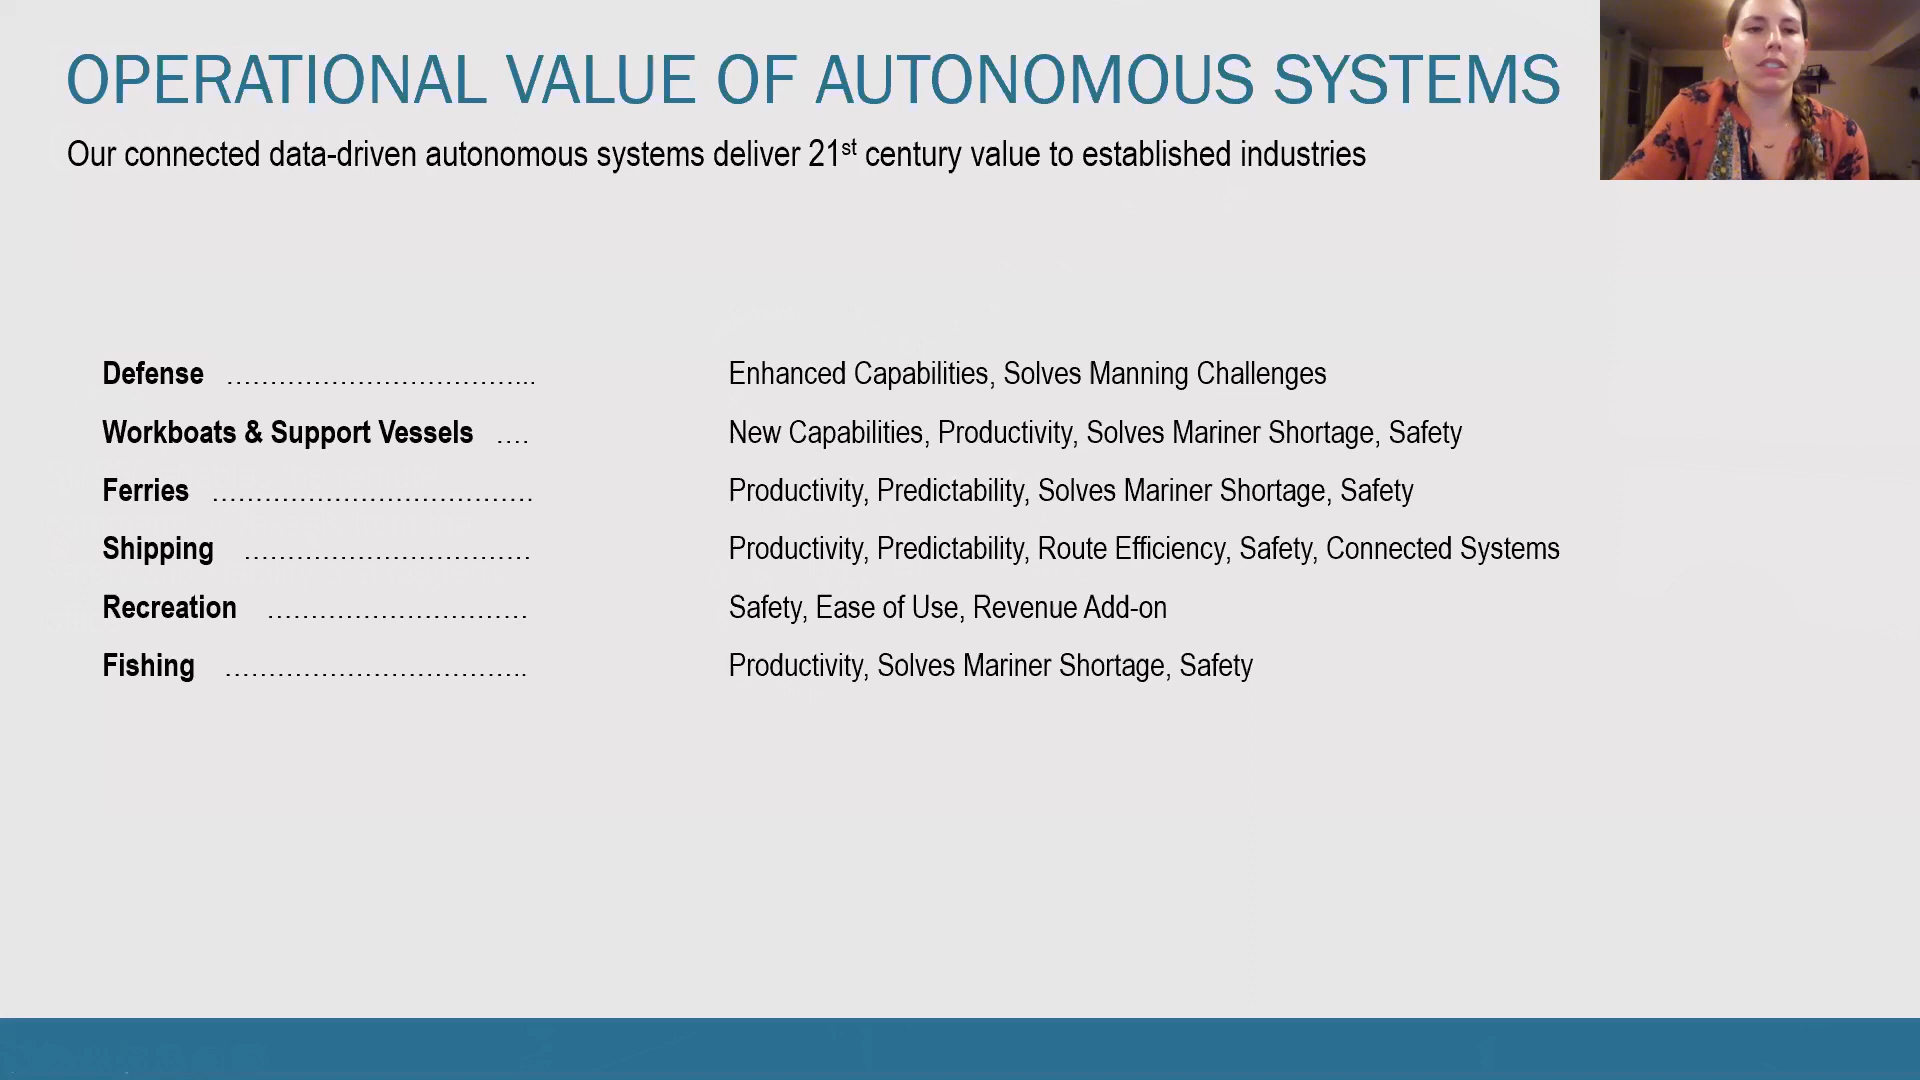 OPERATIONAL VALUE OF AUTONOMOUS SYSTEMS
Our connected data-driven autonomous systems deliver 21st century value to established industries
Defense ……………………………... Enhanced Capabilities, Solves Manning Challenges
Workboats & Support Vessels …. New Capabilities, Productivity, Solves Mariner Shortage, Safety
Ferries ………………………………. Productivity, Predictability, Solves Mariner Shortage, Safety
Shipping …………………………… Productivity, Predictability, Route Efficiency, Safety, Connected Systems
Recreation ………………………… Safety, Ease of Use, Revenue Add-on
Fishing …………………………….. Productivity, Solves Mariner Shortage, Safety